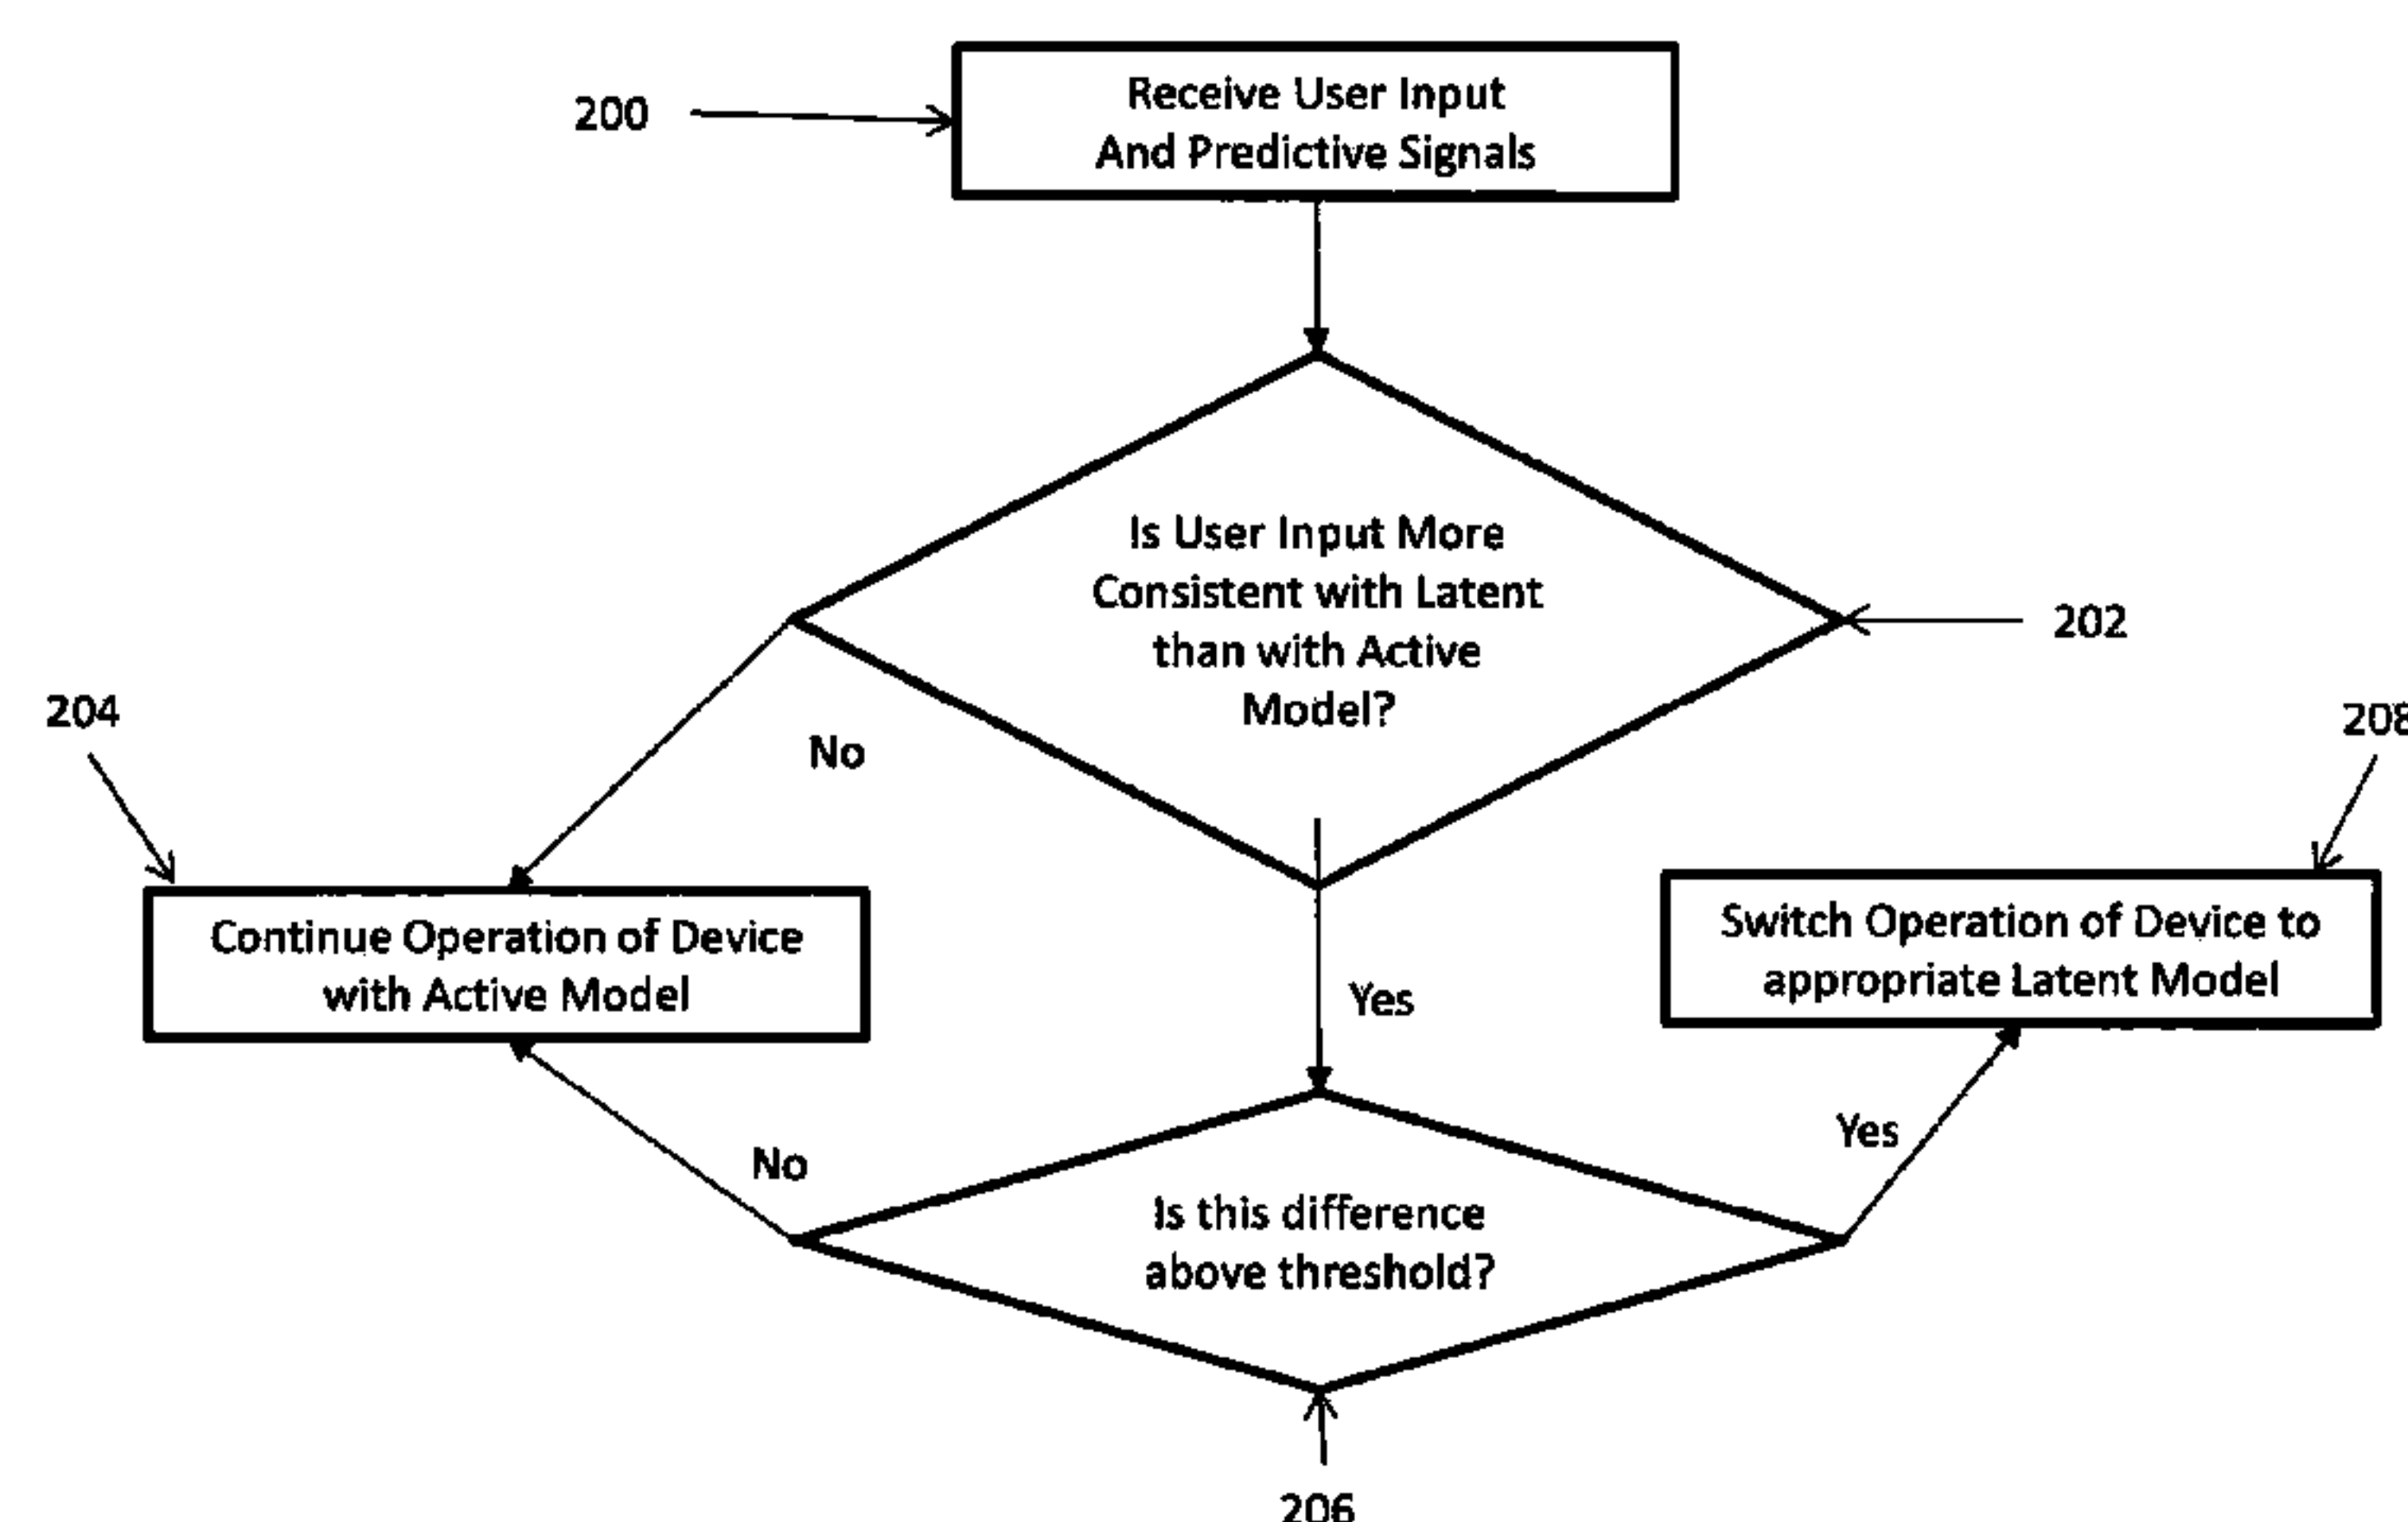 200
Receive User Input
And Predictive Signals
Is User Input More
Consistent with Latent
than with Active
Model?
202
204
No
208
Continue Operation of Device
with Active Model
Switch Operation of Device to
appropriate Latent Model
Yes
No
Yes
Is this difference
above threshold?
206